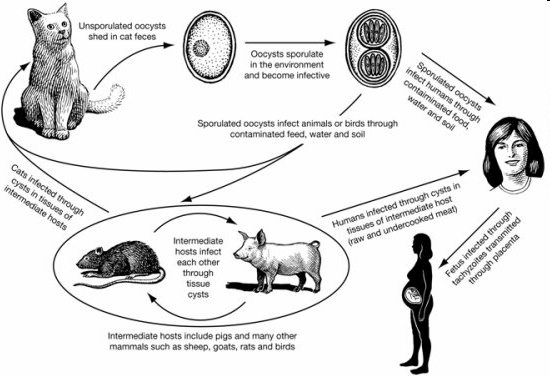 Unsporulated oocysts
shed in cat feces
Oocysts sporulate
in the environment
and become infective
Sporulated oocysts
infect humans through
contaminated food,
water and soil
Sporulated oocysts infect animals or birds through
contaminated feed, water and soil
Cats infected through
cysts in tissues of
intermediate hosts
Intermediate
hosts infect
each other
through
tissue
cysts
Humans infected through cysts in
tissues of intermediate host
(raw and undercooked meat)
Fetus infected through
tachyzoites transmitted
through placenta
Intermediate hosts include pigs and many other
mammals such as sheep, goats, rats and birds